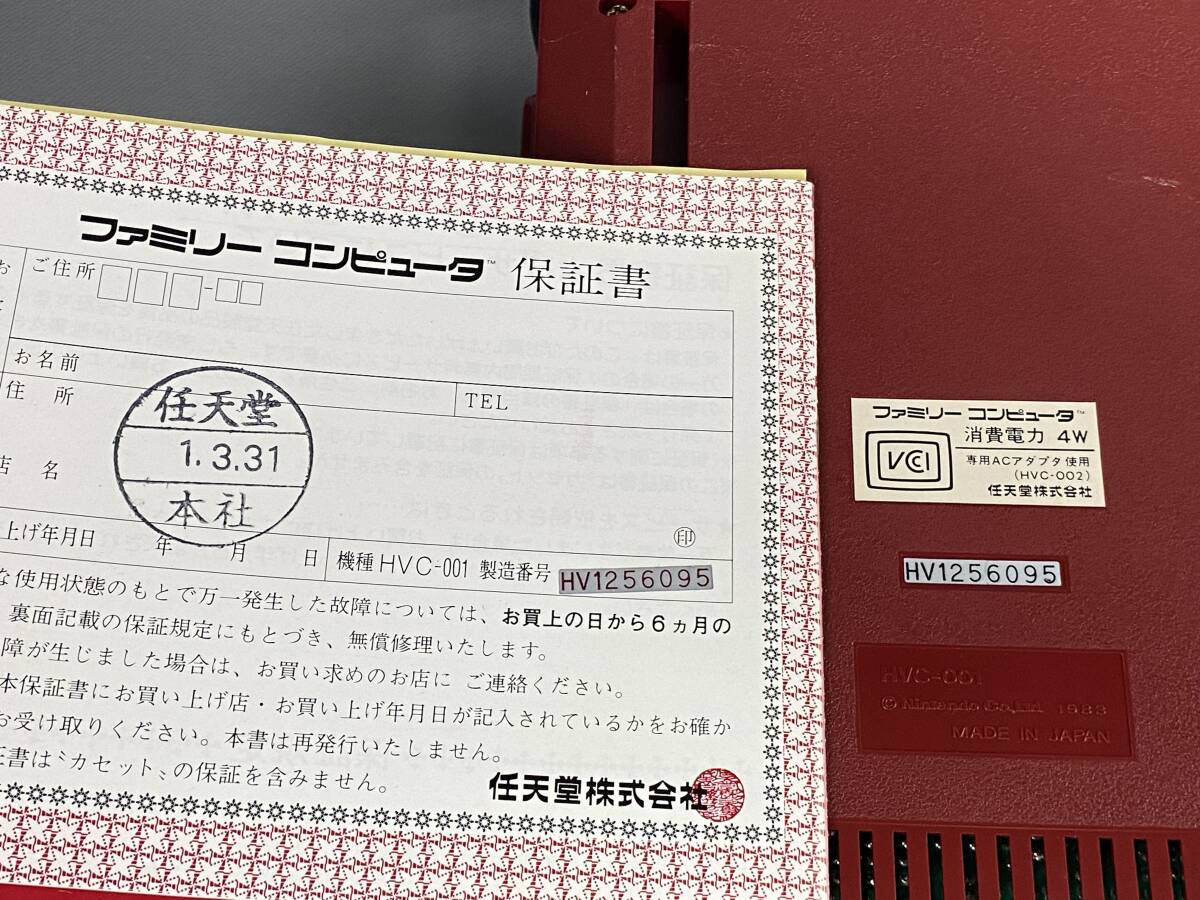 ファミリー コンピュータ™ 保証書
ご住所 -
お名前
TEL
住所
任天堂
1.3.31
本社
店名
印
上げ年月日 年 月 日 機種 HVC-001 製造番号 HV1256095
な使用状態のもとで万一発生した故障については、お買上の日から6ヵ月の
裏面記載の保証規定にもとづき、無償修理いたします。
障が生じました場合は、お買い求めのお店に ご連絡ください。
本保証書にお買い上げ店・お買い上げ年月日が記入されているかをお確か
お受け取りください。本書は再発行いたしません。
証書は〝カセット〟の保証を含みません。
任天堂株式会社
ファミリー コンピュータ™
VCCI
消費電力 4W
専用ACアダプタ使用
(HVC-002)
任天堂株式会社
HV1256095
HVC-001
© Nintendo Co.,Ltd. 1983
MADE IN JAPAN